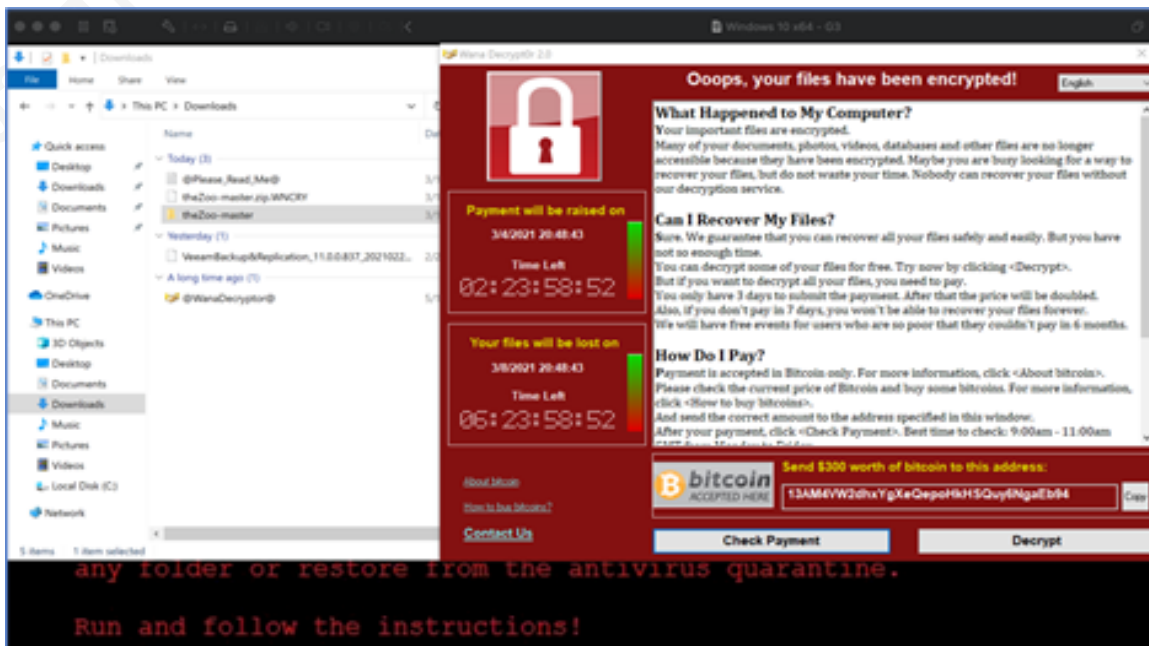 Windows 10 x64 - G3
Downloads
File Home Share View
This PC > Downloads
Name
Quick access
Desktop
Downloads
Documents
Pictures
Music
Videos
OneDrive
This PC
3D Objects
Desktop
Documents
Downloads
Music
Pictures
Videos
Local Disk (C:)
Network
Today (3)
@Please_Read_Me@
theZoo-master.zip.WNCRY
theZoo-master
Yesterday (1)
VeeamBackup&Replication_11.0.0.837_2021022...
A long time ago (1)
@WanaDecryptor@
5 items 1 item selected
Wana Decrypt0r 2.0
Ooops, your files have been encrypted!
English
Payment will be raised on
3/4/2021 20:48:43
Time Left
02:23:58:52
Your files will be lost on
3/8/2021 20:48:43
Time Left
06:23:58:52
About bitcoin
How to buy bitcoins?
Contact Us
What Happened to My Computer?
Your important files are encrypted.
Many of your documents, photos, videos, databases and other files are no longer
accessible because they have been encrypted. Maybe you are busy looking for a way to
recover your files, but do not waste your time. Nobody can recover your files without
our decryption service.
Can I Recover My Files?
Sure. We guarantee that you can recover all your files safely and easily. But you have
not so enough time.
You can decrypt some of your files for free. Try now by clicking <Decrypt>.
But if you want to decrypt all your files, you need to pay.
You only have 3 days to submit the payment. After that the price will be doubled.
Also, if you don't pay in 7 days, you won't be able to recover your files forever.
We will have free events for users who are so poor that they couldn't pay in 6 months.
How Do I Pay?
Payment is accepted in Bitcoin only. For more information, click <About bitcoin>.
Please check the current price of Bitcoin and buy some bitcoins. For more information,
click <How to buy bitcoins>.
And send the correct amount to the address specified in this window.
After your payment, click <Check Payment>. Best time to check: 9:00am - 11:00am
GMT from Monday to Friday.
bitcoin
ACCEPTED HERE
Send $300 worth of bitcoin to this address:
13AM4VW2dhxYgXeQepoHkHSQuy6NgaEb94
Copy
Check Payment
Decrypt
any folder or restore from the antivirus quarantine.
Run and follow the instructions!